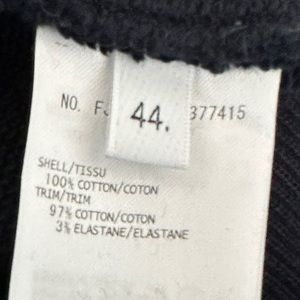 NO. F
377415
44.
SHELL/TISSU
100% COTTON/COTON
TRIM/TRIM
97% COTTON/COTON
3% ELASTANE/ELASTANE